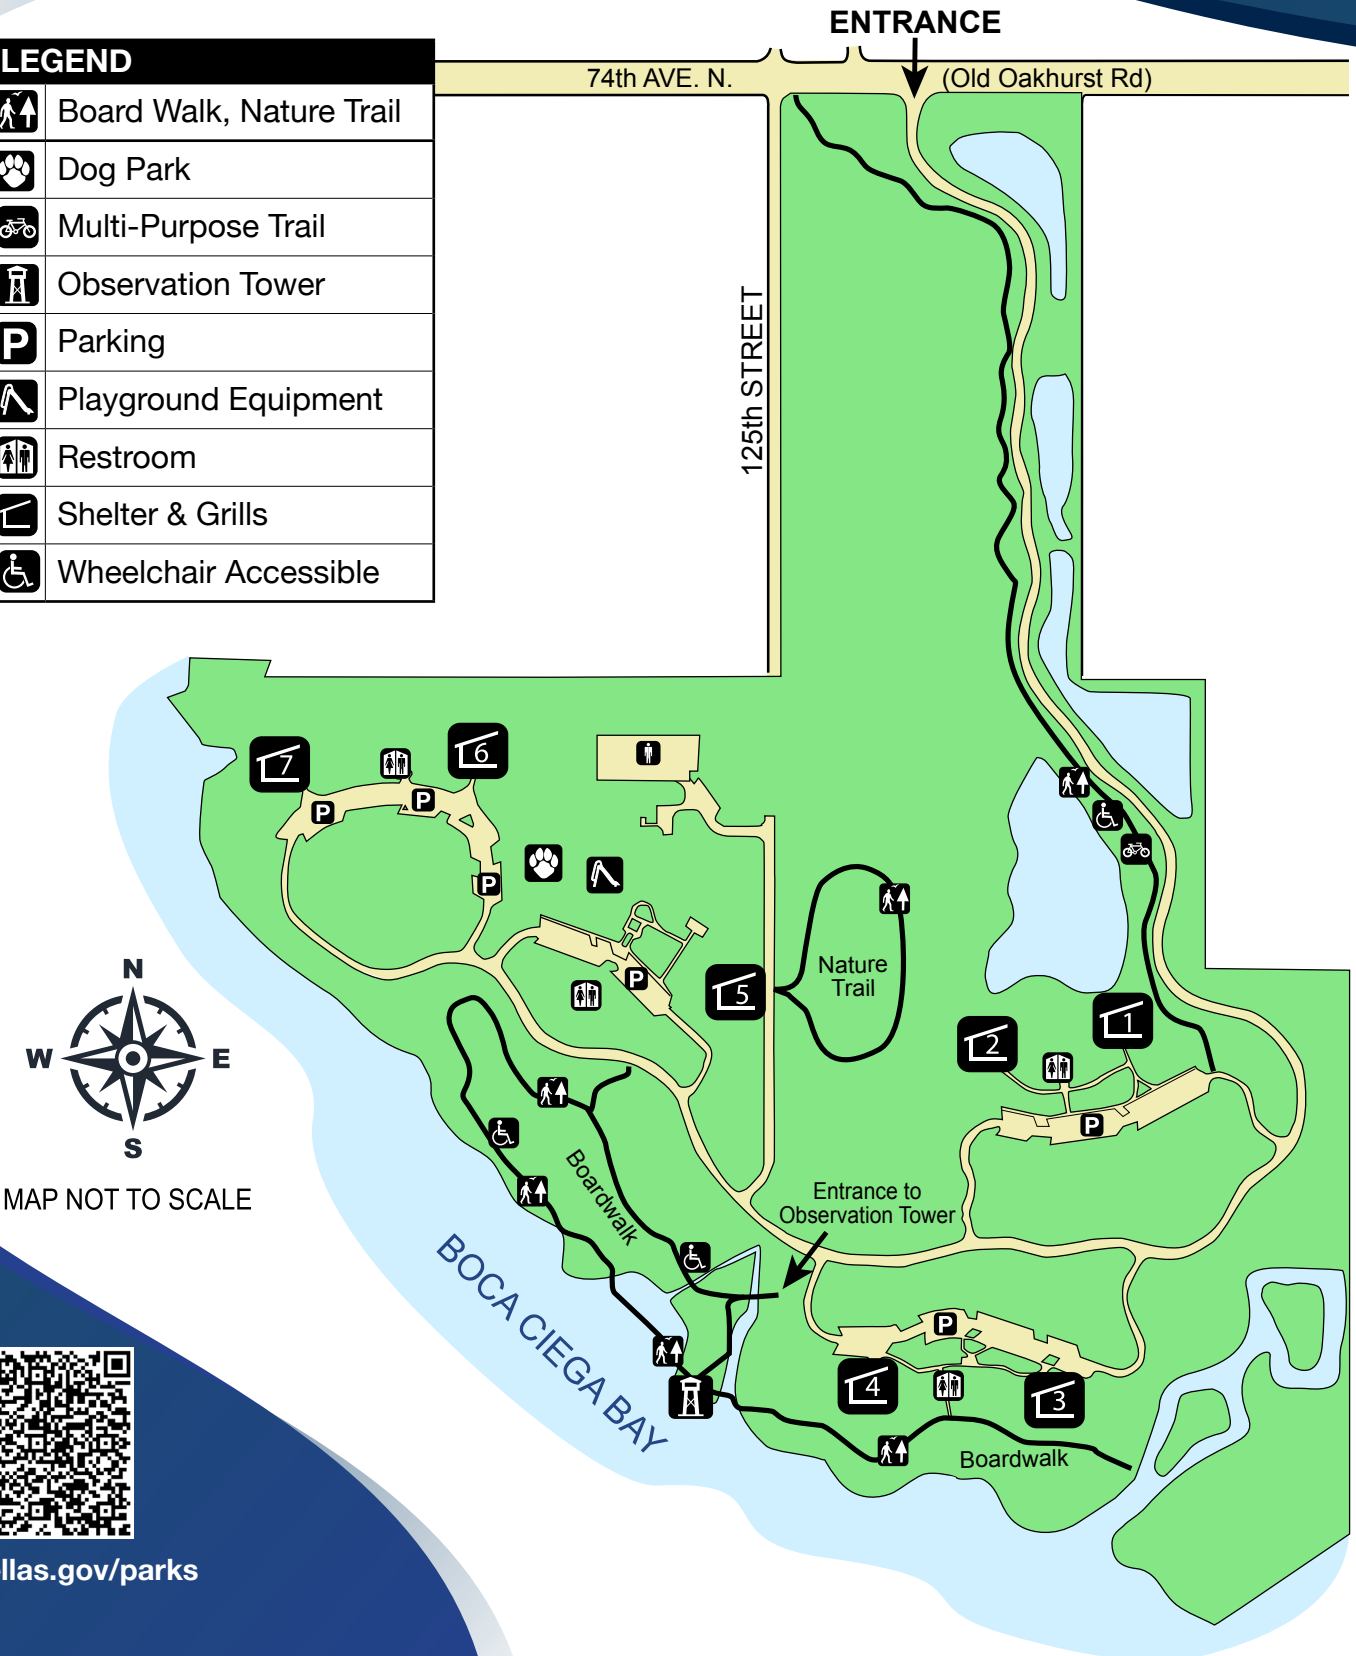 ENTRANCE
LEGEND
74th AVE. N.
(Old Oakhurst Rd)
Board Walk, Nature Trail
Dog Park
Multi-Purpose Trail
Observation Tower
P
Parking
Playground Equipment
Restroom
Shelter & Grills
Wheelchair Accessible
125th STREET
7
6
P
P
P
Nature
Trail
P
5
N
W
E
S
1
2
P
MAP NOT TO SCALE
Boardwalk
Entrance to
Observation Tower
BOCA CIEGA BAY
P
4
3
Boardwalk
llas.gov/parks